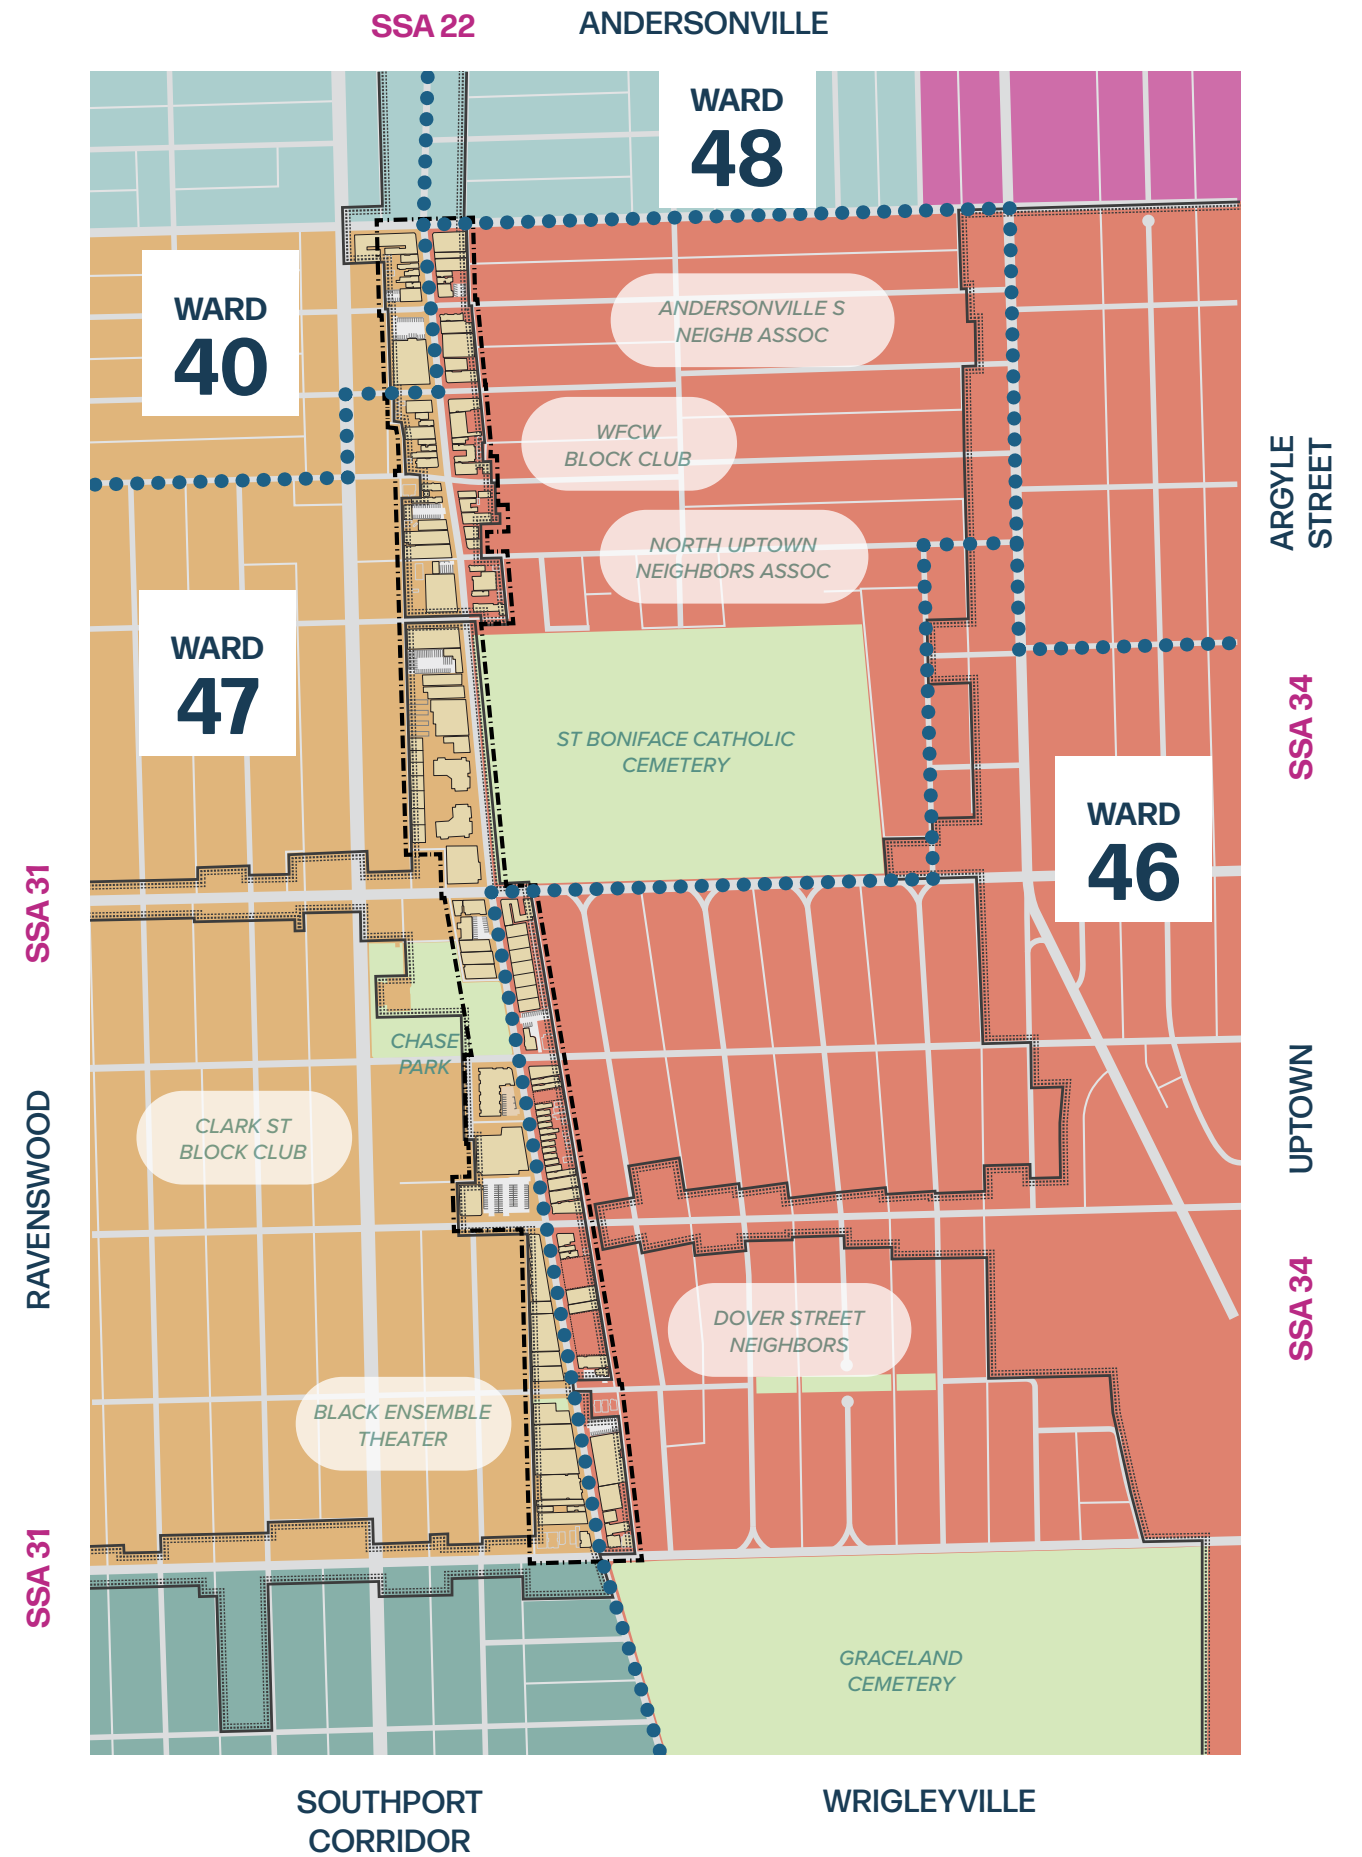 SSA 22
ANDERSONVILLE
WARD
48
WARD
40
ANDERSONVILLE S
NEIGHB ASSOC
WFCW
BLOCK CLUB
ARGYLE
STREET
NORTH UPTOWN
NEIGHBORS ASSOC
WARD
47
ST BONIFACE CATHOLIC
CEMETERY
SSA 34
WARD
46
SSA 31
CHASE
PARK
UPTOWN
CLARK ST
BLOCK CLUB
RAVENSWOOD
DOVER STREET
NEIGHBORS
SSA 34
BLACK ENSEMBLE
THEATER
SSA 31
GRACELAND
CEMETERY
SOUTHPORT
CORRIDOR
WRIGLEYVILLE